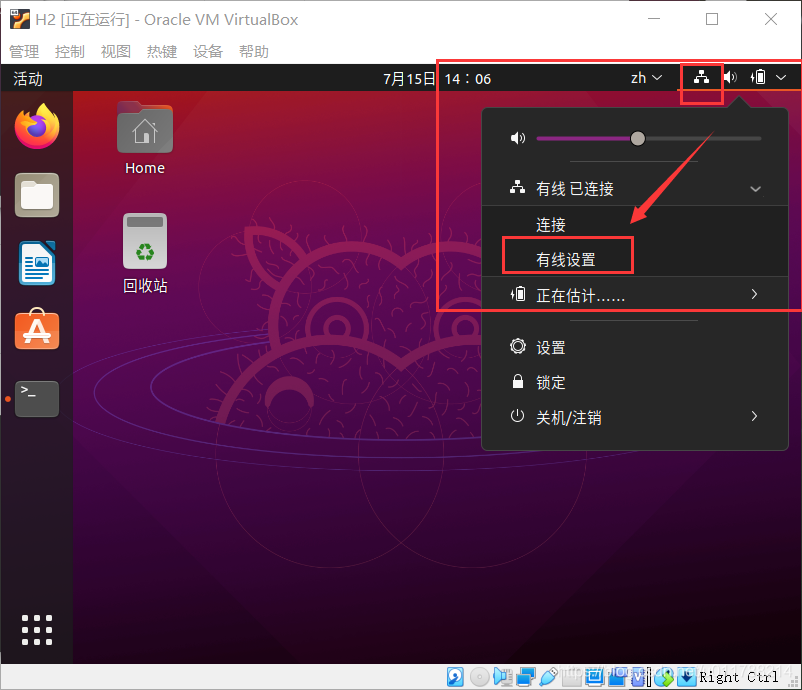 H2 [正在运行] - Oracle VM VirtualBox
管理 控制 视图 热键 设备 帮助
活动 7月15日 14：06 zh
Home
回收站
有线 已连接
连接
有线设置
正在估计……
设置
锁定
关机/注销
>_
Right Ctrl